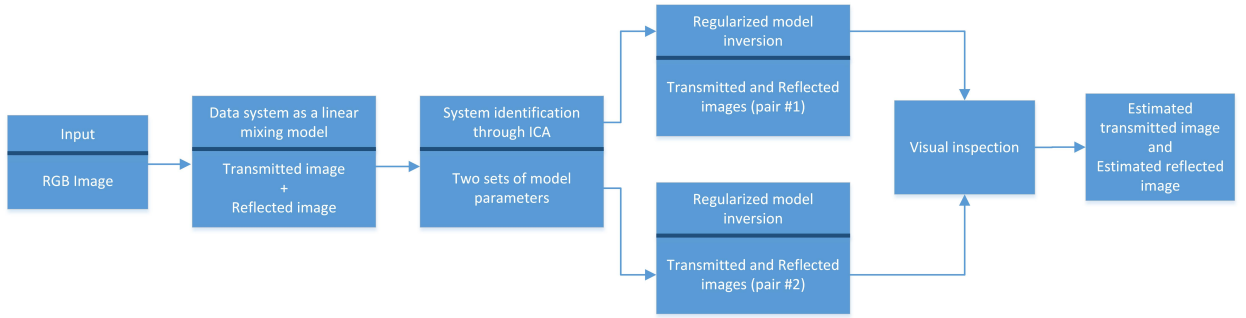 Input
RGB Image
Data system as a linear
mixing model
Transmitted image
+
Reflected image
System identification
through ICA
Two sets of model
parameters
Regularized model
inversion
Transmitted and Reflected
images (pair #1)
Regularized model
inversion
Transmitted and Reflected
images (pair #2)
Visual inspection
Estimated
transmitted image
and
Estimated reflected
image